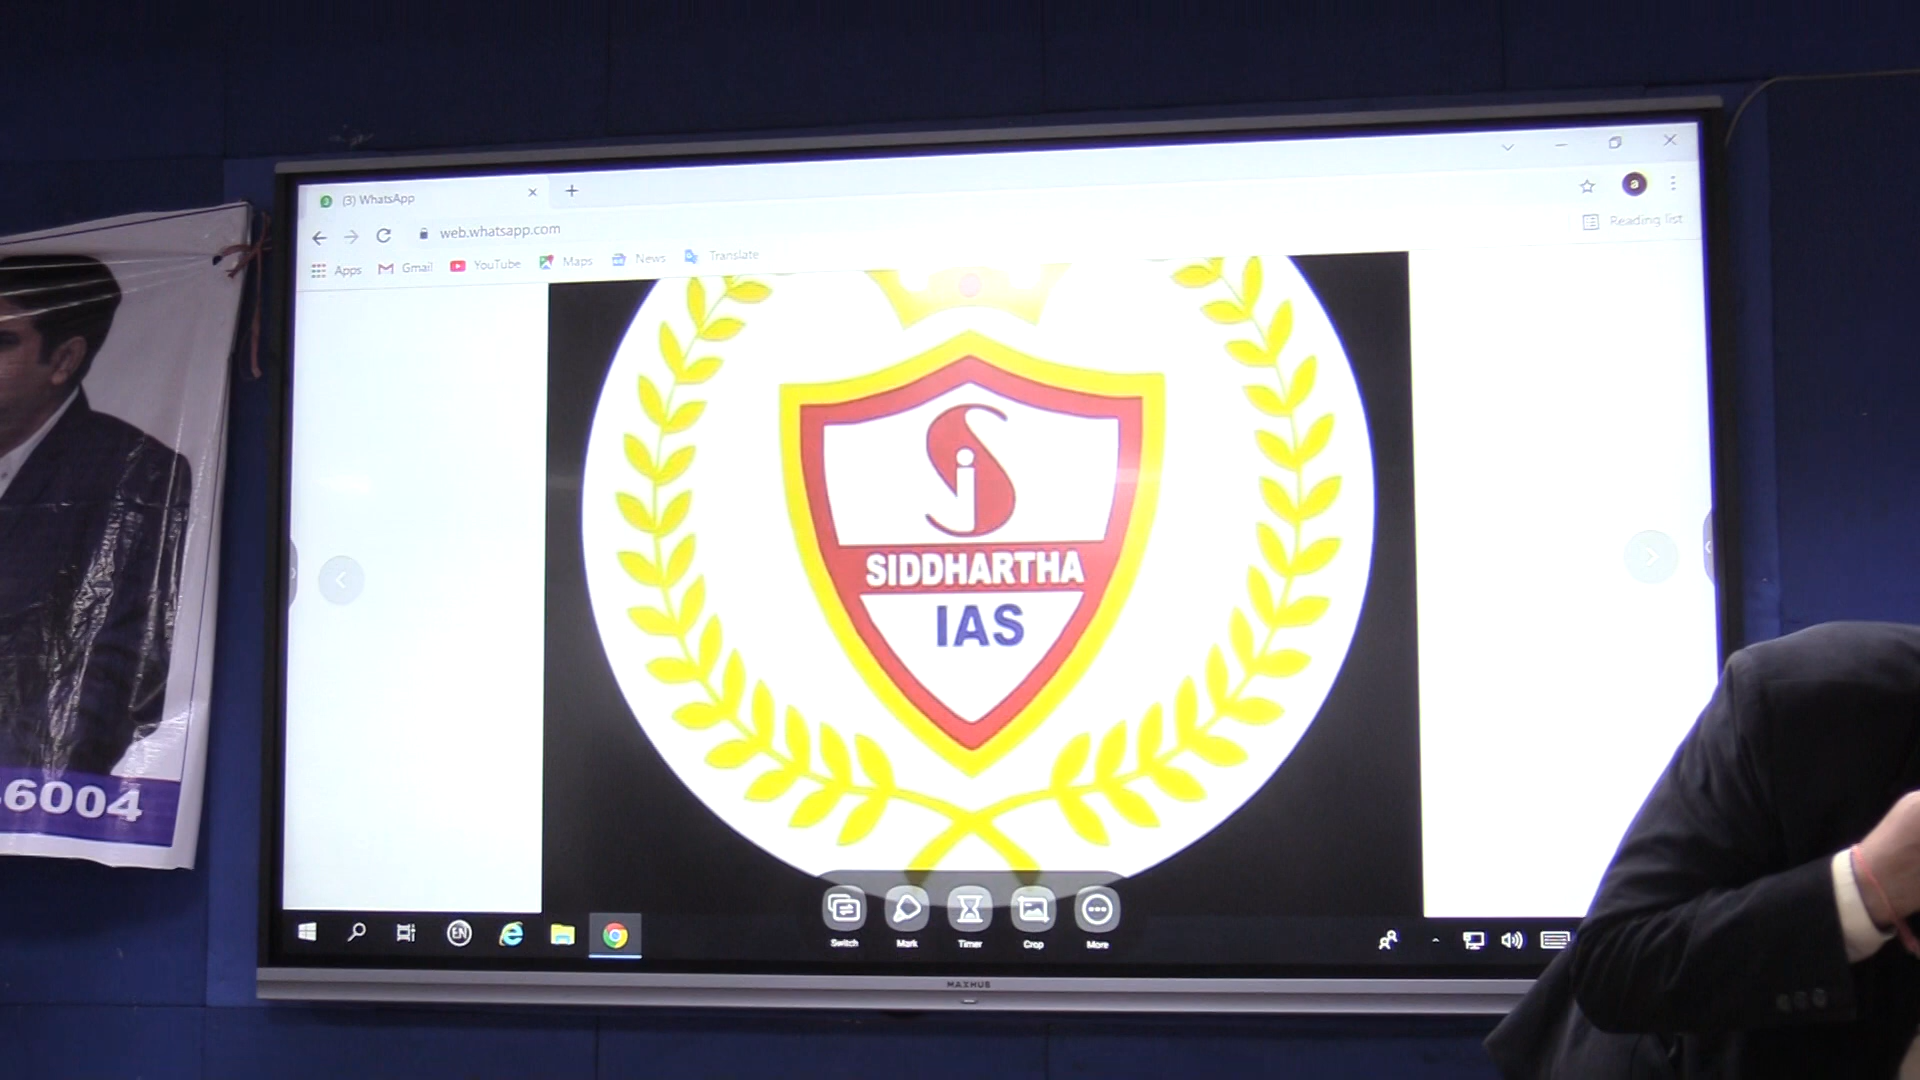 (3) WhatsApp
web.whatsapp.com
Reading list
Apps Gmail YouTube Maps News Translate
SIDDHARTHA
IAS
6004
EN
Switch Mark Timer Crop More
MAXHUB